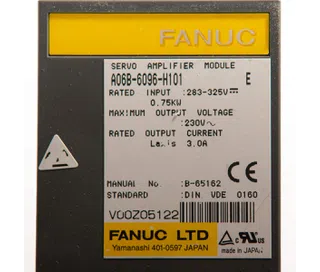 FANUC
SERVO AMPLIFIER MODULE
A06B-6096-H101 E
RATED INPUT :283-325V⎓
0.75KW
MAXIMUM OUTPUT VOLTAGE
:230V~
RATED OUTPUT CURRENT
L-axis 3.0A
CE
MANUAL No. :B-65162
STANDARD :DIN VDE 0160
V00Z05122
FANUC LTD
Yamanashi 401-0597 JAPAN
made in JAPAN